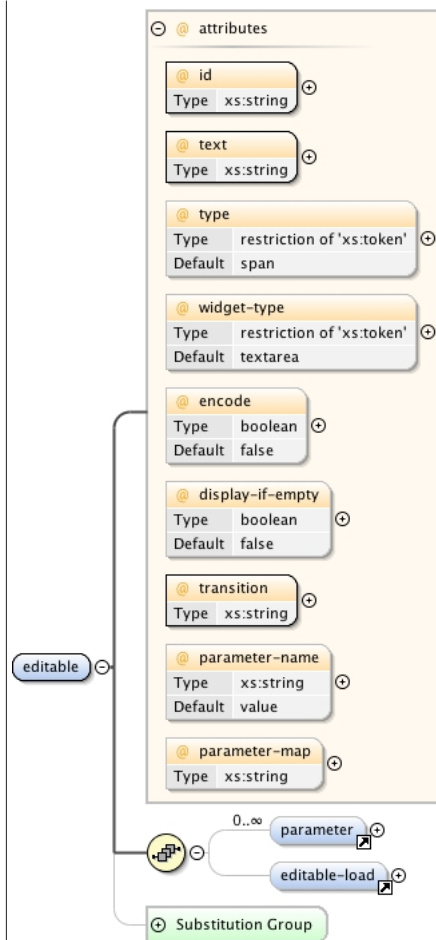 @ attributes
@ id
Type xs:string
@ text
Type xs:string
@ type
Type restriction of 'xs:token'
Default span
@ widget-type
Type restriction of 'xs:token'
Default textarea
@ encode
Type boolean
Default false
@ display-if-empty
Type boolean
Default false
@ transition
Type xs:string
editable
@ parameter-name
Type xs:string
Default value
@ parameter-map
Type xs:string
0..∞
parameter
editable-load
Substitution Group